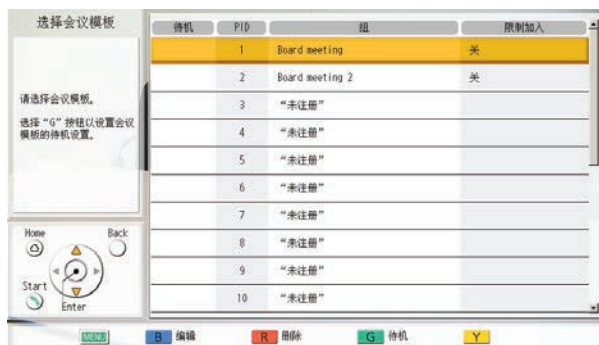 选择会议模板
待机 PID 组 限制加入
1 Board meeting 关
2 Board meeting 2 关
请选择会议模板。
选择“G”按钮以设置会议
模板的待机设置。
3 “未注册”
4 “未注册”
5 “未注册”
6 “未注册”
7 “未注册”
8 “未注册”
9 “未注册”
10 “未注册”
Home Back
Start
Enter
MENU B 编辑 R 删除 G 待机 Y